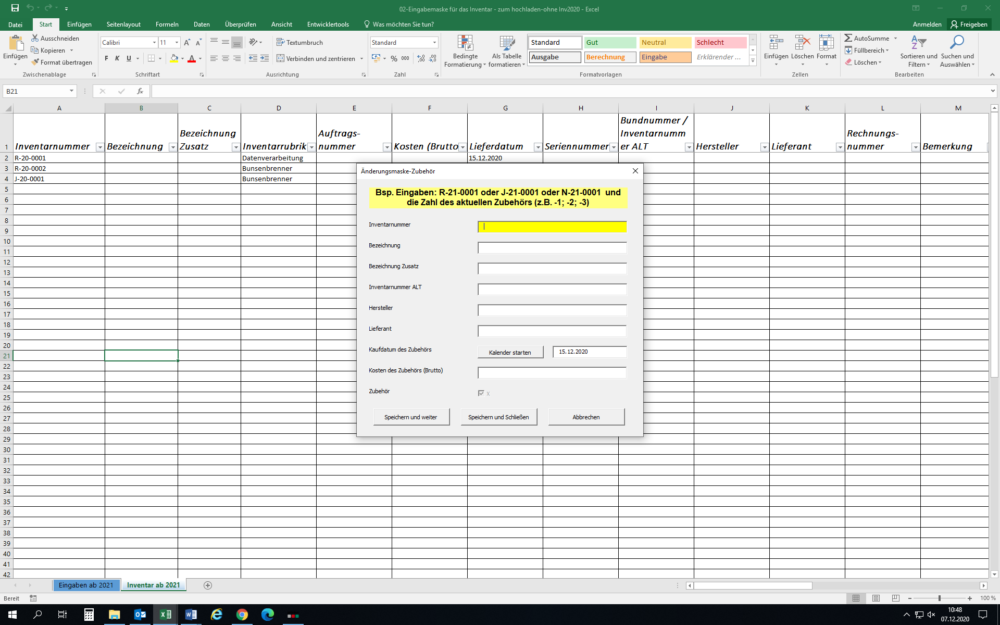 02-Eingabemaske für das Inventar - zum hochladen-ohne Inv2020 - Excel
Datei Start Einfügen Seitenlayout Formeln Daten Überprüfen Ansicht Entwicklertools Was möchten Sie tun? Anmelden Freigeben
Einfügen
Ausschneiden
Kopieren
Format übertragen
Zwischenablage
Calibri 11
F K U
Schriftart
Textumbruch
Verbinden und zentrieren
Ausrichtung
Standard
% 000
Zahl
Bedingte Formatierung
Als Tabelle formatieren
Standard Gut Neutral Schlecht
Ausgabe Berechnung Eingabe Erklärender ...
Formatvorlagen
Einfügen Löschen Format
Zellen
AutoSumme
Füllbereich
Löschen
Sortieren und Filtern
Suchen und Auswählen
Bearbeiten
B21 fx
A B C D E F G H I J K L M
1 Inventarnummer Bezeichnung Bezeichnung Zusatz Inventarrubrik Auftrags-nummer Kosten (Brutto Lieferdatum Seriennummer Bundnummer / Inventarnummer ALT Hersteller Lieferant Rechnungs-nummer Bemerkung
2 R-20-0001 Datenverarbeitung 15.12.2020
3 R-20-0002 Bunsenbrenner
4 J-20-0001 Bunsenbrenner
5
6
7
8
9
10
11
12
13
14
15
16
17
18
19
20
21
22
23
24
25
26
27
28
29
30
31
32
33
34
35
36
37
38
39
40
41
42
Änderungsmaske-Zubehör
Bsp. Eingaben: R-21-0001 oder J-21-0001 oder N-21-0001 und
die Zahl des aktuellen Zubehörs (z.B. -1; -2; -3)
Inventarnummer
Bezeichnung
Bezeichnung Zusatz
Inventarnummer ALT
Hersteller
Lieferant
Kaufdatum des Zubehörs Kalender starten 15.12.2020
Kosten des Zubehörs (Brutto)
Zubehör X
Speichern und weiter Speichern und Schließen Abbrechen
Eingaben ab 2021 Inventar ab 2021
Bereit 100 %
10:48
07.12.2020